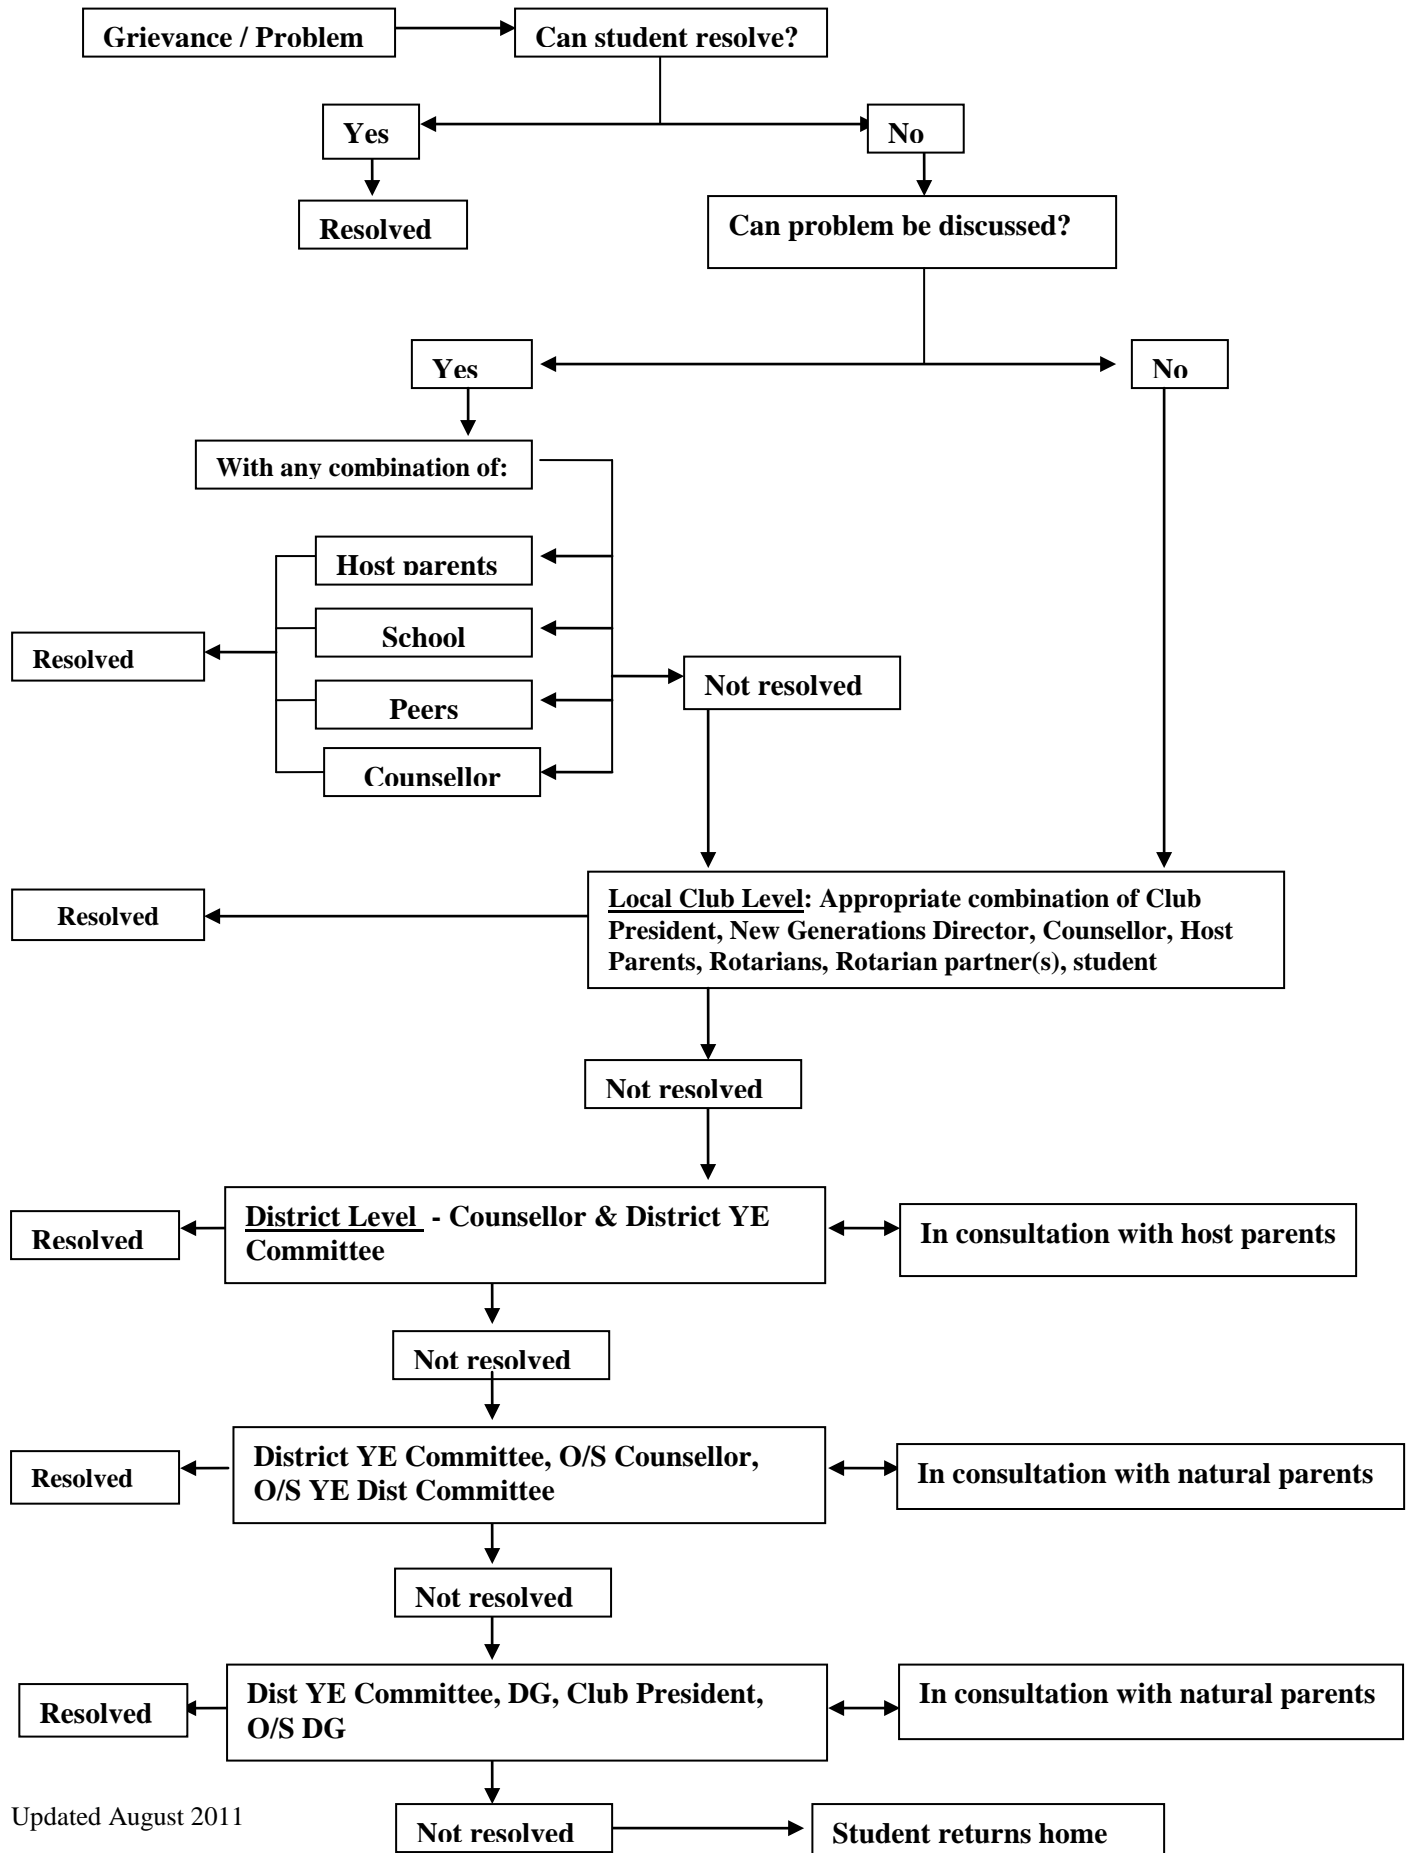 Grievance / Problem
Can student resolve?
Yes
No
Resolved
Can problem be discussed?
Yes
No
With any combination of:
Host parents
School
Resolved
Not resolved
Peers
Counsellor
Resolved
Local Club Level: Appropriate combination of Club
President, New Generations Director, Counsellor, Host
Parents, Rotarians, Rotarian partner(s), student
Not resolved
Resolved
District Level - Counsellor & District YE
Committee
In consultation with host parents
Not resolved
Resolved
District YE Committee, O/S Counsellor,
O/S YE Dist Committee
In consultation with natural parents
Not resolved
Resolved
Dist YE Committee, DG, Club President,
O/S DG
In consultation with natural parents
Updated August 2011
Not resolved
Student returns home